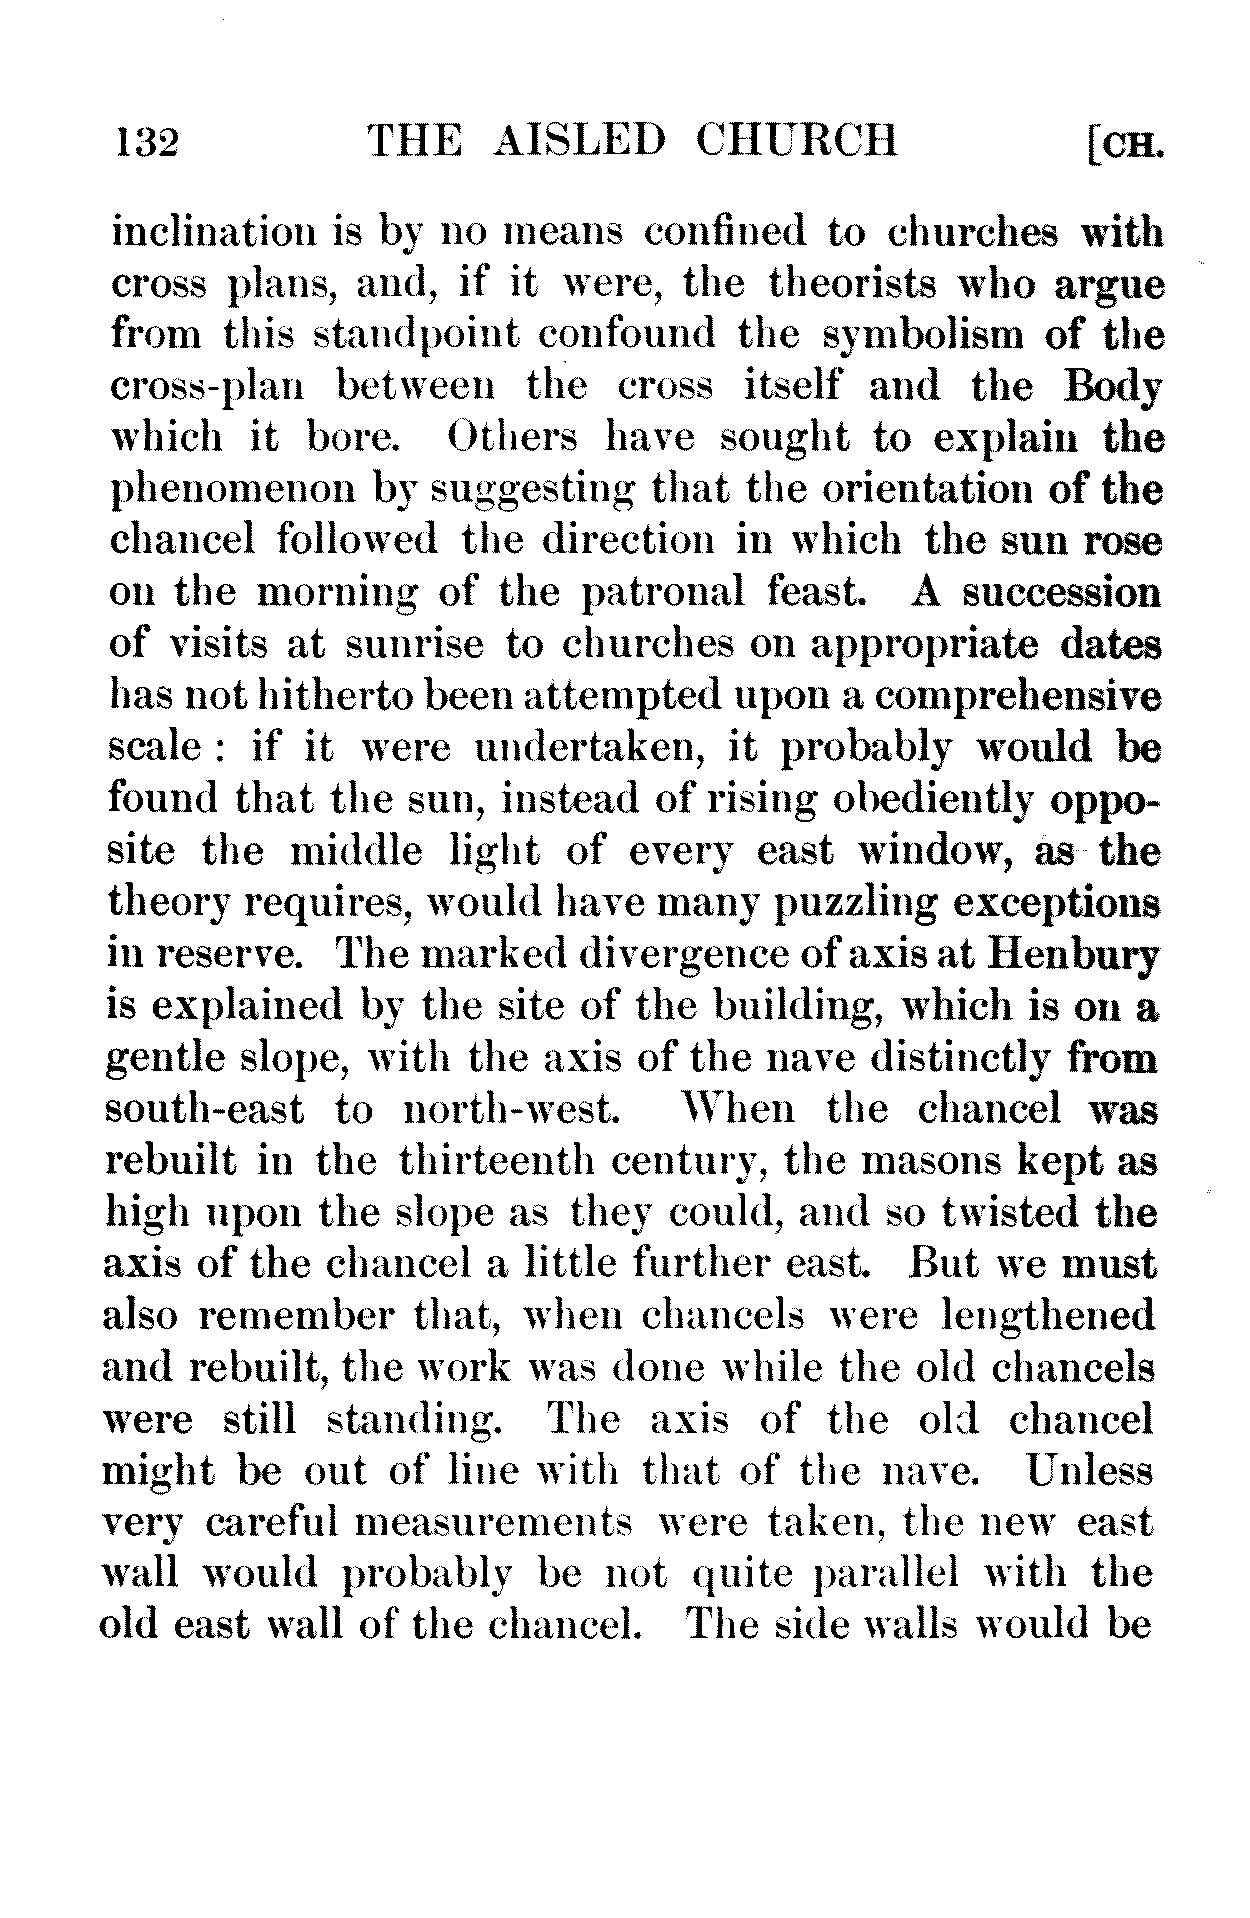 132 THE AISLED CHURCH [CH.
inclination is by no means confined to churches with
cross plans, and, if it were, the theorists who argue
from this standpoint confound the symbolism of the
cross-plan between the cross itself and the Body
which it bore. Others have sought to explain the
phenomenon by suggesting that the orientation of the
chancel followed the direction in which the sun rose
on the morning of the patronal feast. A succession
of visits at sunrise to churches on appropriate dates
has not hitherto been attempted upon a comprehensive
scale : if it were undertaken, it probably would be
found that the sun, instead of rising obediently oppo-
site the middle light of every east window, as the
theory requires, would have many puzzling exceptions
in reserve. The marked divergence of axis at Henbury
is explained by the site of the building, which is on a
gentle slope, with the axis of the nave distinctly from
south-east to north-west. When the chancel was
rebuilt in the thirteenth century, the masons kept as
high upon the slope as they could, and so twisted the
axis of the chancel a little further east. But we must
also remember that, when chancels were lengthened
and rebuilt, the work was done while the old chancels
were still standing. The axis of the old chancel
might be out of line with that of the nave. Unless
very careful measurements were taken, the new east
wall would probably be not quite parallel with the
old east wall of the chancel. The side walls would be